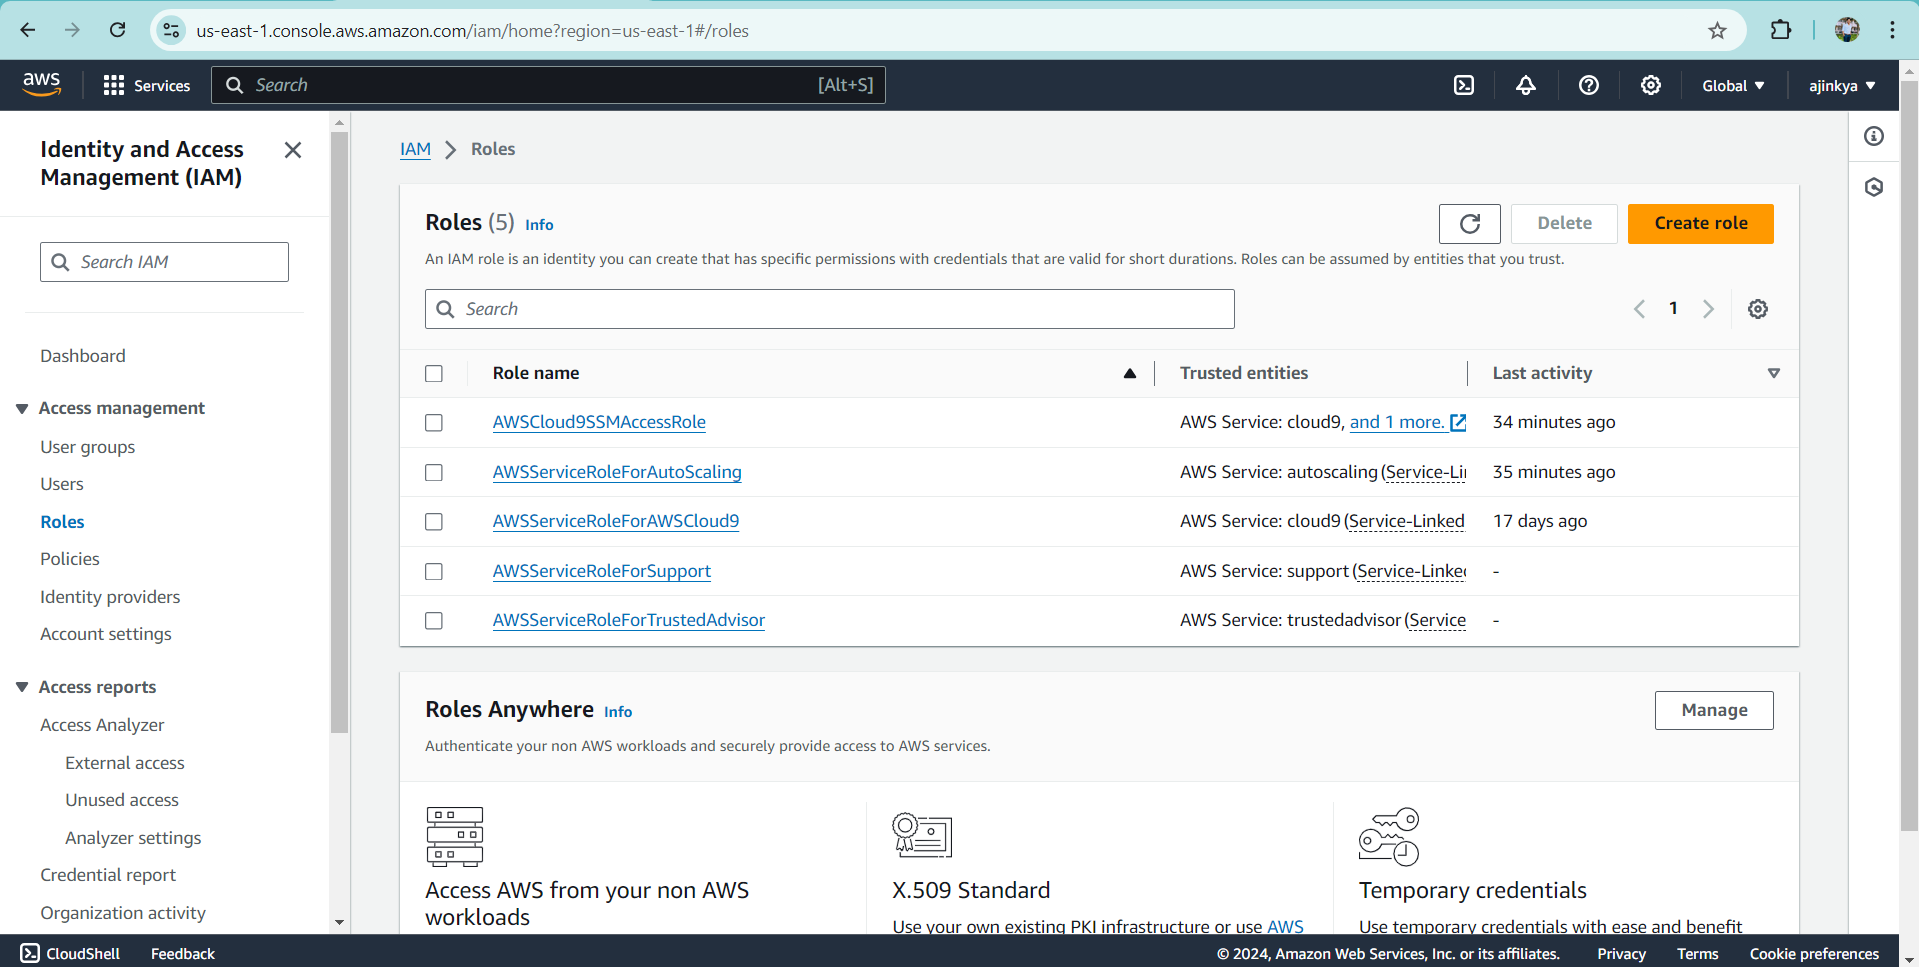 us-east-1.console.aws.amazon.com/iam/home?region=us-east-1#/roles
aws
Services
Search
[Alt+S]
Global
ajinkya
Identity and Access
Management (IAM)
Search IAM
Dashboard
Access management
User groups
Users
Roles
Policies
Identity providers
Account settings
Access reports
Access Analyzer
External access
Unused access
Analyzer settings
Credential report
Organization activity
IAM > Roles
Roles (5) Info
Delete
Create role
An IAM role is an identity you can create that has specific permissions with credentials that are valid for short durations. Roles can be assumed by entities that you trust.
Search
1
Role name Trusted entities Last activity
AWSCloud9SSMAccessRole AWS Service: cloud9, and 1 more. 34 minutes ago
AWSServiceRoleForAutoScaling AWS Service: autoscaling (Service-Li 35 minutes ago
AWSServiceRoleForAWSCloud9 AWS Service: cloud9 (Service-Linked 17 days ago
AWSServiceRoleForSupport AWS Service: support (Service-Linked -
AWSServiceRoleForTrustedAdvisor AWS Service: trustedadvisor (Service -
Roles Anywhere Info
Manage
Authenticate your non AWS workloads and securely provide access to AWS services.
Access AWS from your non AWS
workloads
X.509 Standard
Use your own existing PKI infrastructure or use AWS
Temporary credentials
Use temporary credentials with ease and benefit
CloudShell
Feedback
© 2024, Amazon Web Services, Inc. or its affiliates.
Privacy
Terms
Cookie preferences